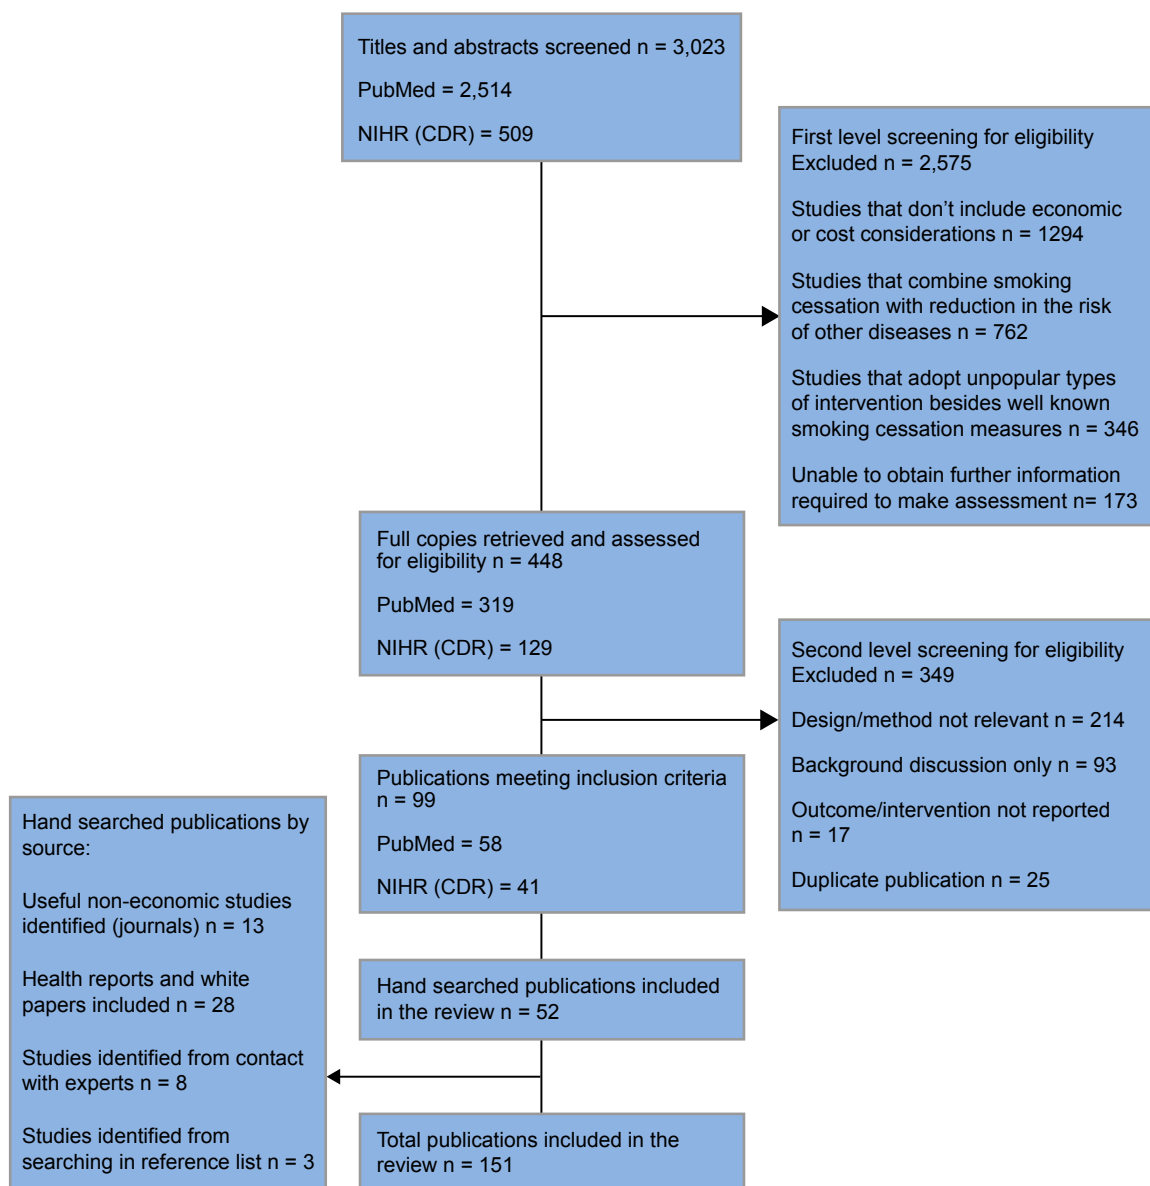 Titles and abstracts screened n = 3,023
PubMed = 2,514
NIHR (CDR) = 509
First level screening for eligibility
Excluded n = 2,575
Studies that don’t include economic
or cost considerations n = 1294
Studies that combine smoking
cessation with reduction in the risk
of other diseases n = 762
Studies that adopt unpopular types
of intervention besides well known
smoking cessation measures n = 346
Unable to obtain further information
required to make assessment n= 173
Full copies retrieved and assessed
for eligibility n = 448
PubMed = 319
NIHR (CDR) = 129
Second level screening for eligibility
Excluded n = 349
Design/method not relevant n = 214
Background discussion only n = 93
Outcome/intervention not reported
n = 17
Duplicate publication n = 25
Publications meeting inclusion criteria
n = 99
PubMed = 58
NIHR (CDR) = 41
Hand searched publications by
source:
Useful non-economic studies
identified (journals) n = 13
Health reports and white
papers included n = 28
Studies identified from contact
with experts n = 8
Studies identified from
searching in reference list n = 3
Hand searched publications included
in the review n = 52
Total publications included in the
review n = 151